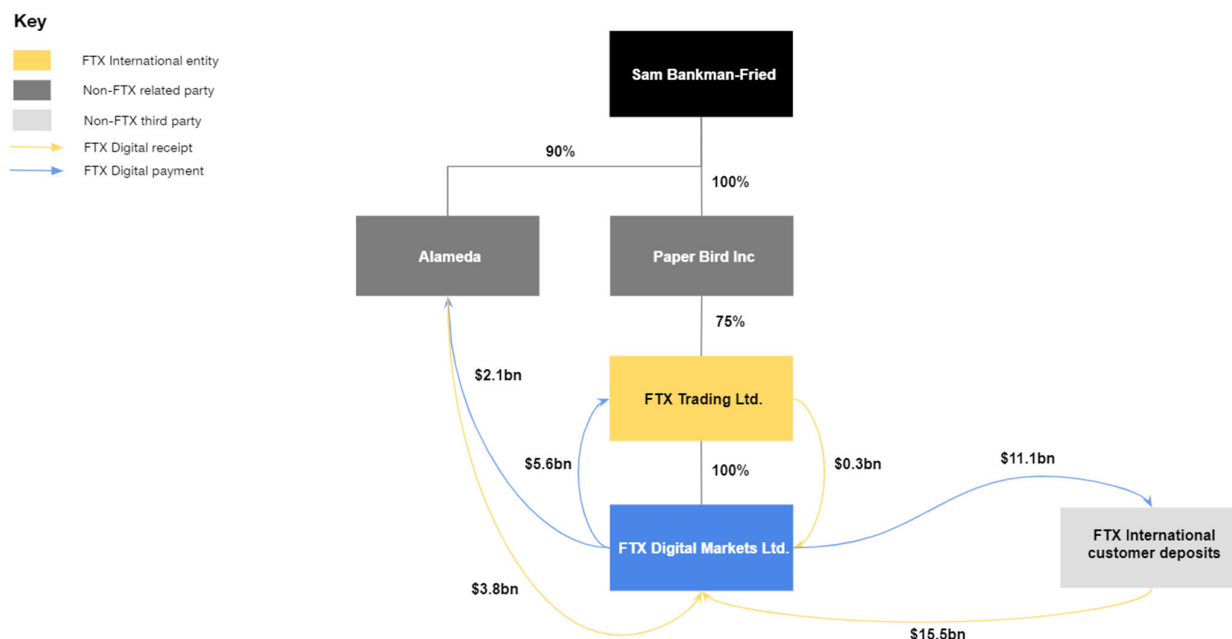 Key
FTX International entity
Non-FTX related party
Non-FTX third party
FTX Digital receipt
FTX Digital payment
Sam Bankman-Fried
90%
100%
Alameda
Paper Bird Inc
75%
$2.1bn
FTX Trading Ltd.
$5.6bn
100%
$0.3bn
$11.1bn
FTX Digital Markets Ltd.
FTX International
customer deposits
$3.8bn
$15.5bn